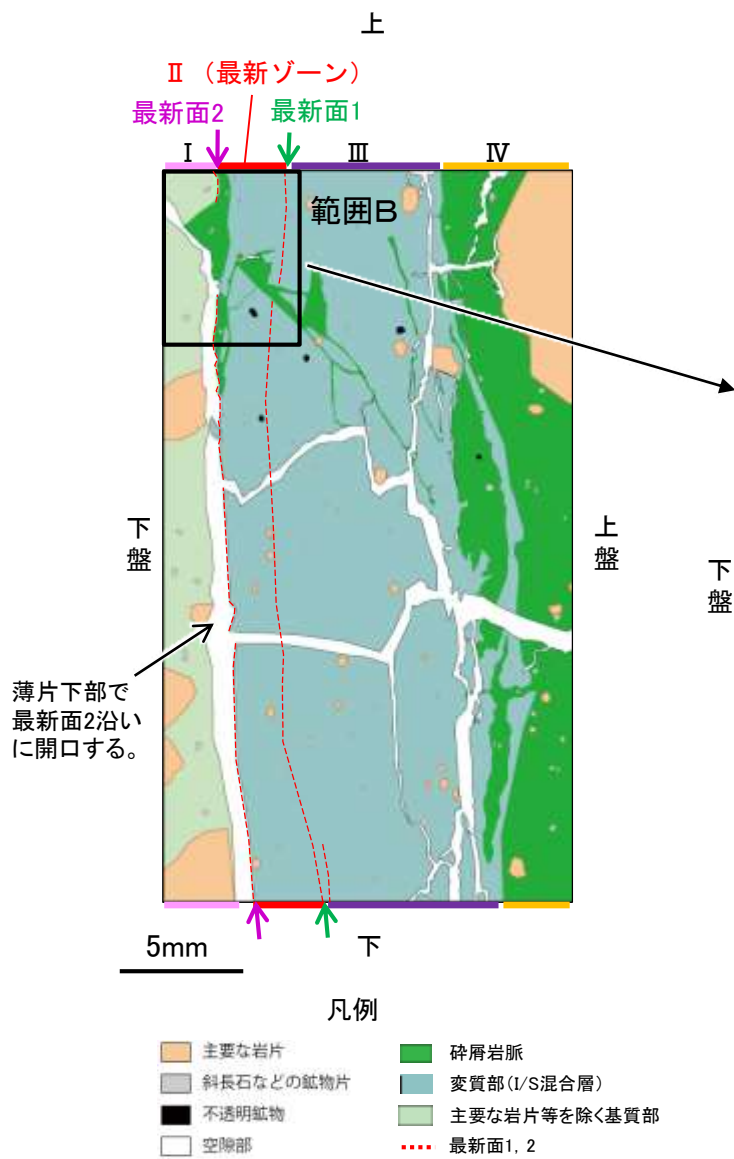 上
Ⅱ （最新ゾーン）
最新面2 最新面1
Ⅰ Ⅲ Ⅳ
範囲B
下盤
上盤
下盤
薄片下部で
最新面2沿い
に開口する。
5mm
下
凡例
主要な岩片
斜長石などの鉱物片
不透明鉱物
空隙部
砕屑岩脈
変質部(I/S混合層)
主要な岩片等を除く基質部
最新面1, 2